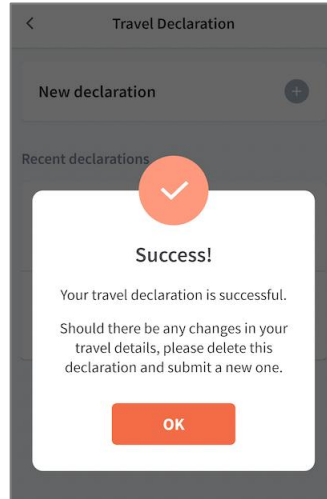 Travel Declaration
New declaration
Recent declarations
Success!
Your travel declaration is successful.
Should there be any changes in your
travel details, please delete this
declaration and submit a new one.
OK